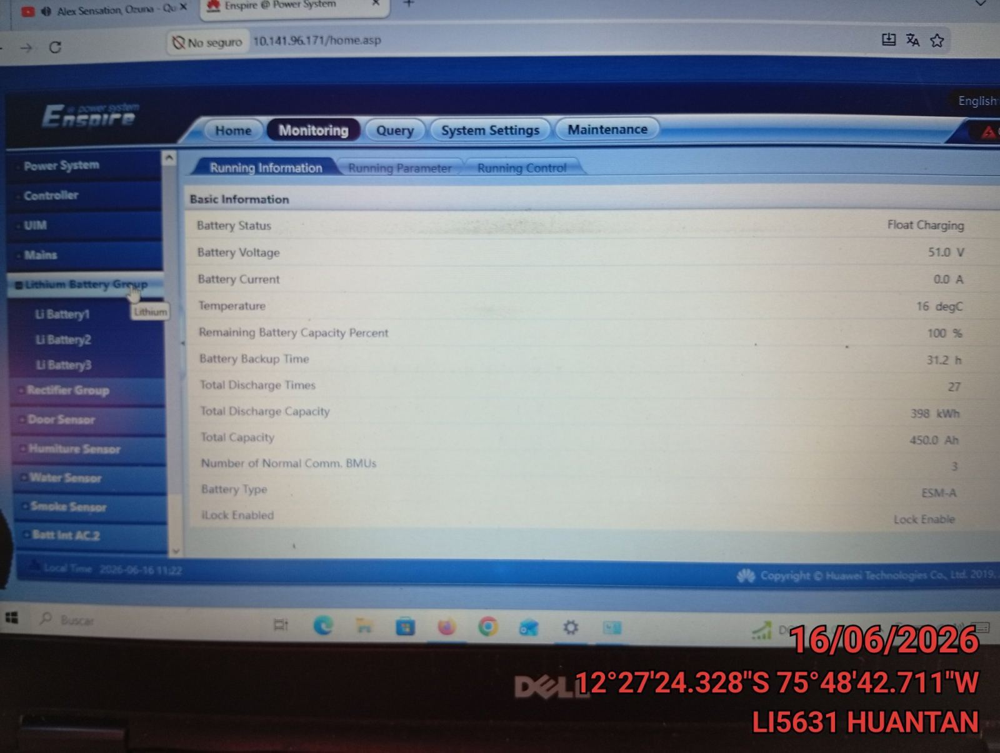 Alex Sensation, Ozuna - Qu
Enspire @ Power System
No seguro 10.141.96.171/home.asp
English
@ power system
Enspire
Home Monitoring Query System Settings Maintenance
Power System
Controller
UIM
Mains
Lithium Battery Group
Lithium
Li Battery1
Li Battery2
Li Battery3
Rectifier Group
Door Sensor
Humiture Sensor
Water Sensor
Smoke Sensor
Batt Int AC.2
Running Information Running Parameter Running Control
Basic Information
Battery Status Float Charging
Battery Voltage 51.0 V
Battery Current 0.0 A
Temperature 16 degC
Remaining Battery Capacity Percent 100 %
Battery Backup Time 31.2 h
Total Discharge Times 27
Total Discharge Capacity 398 kWh
Total Capacity 450.0 Ah
Number of Normal Comm. BMUs 3
Battery Type ESM-A
iLock Enabled Lock Enable
Local Time 2026-06-16 11:22
Copyright © Huawei Technologies Co., Ltd. 2019.
Buscar
DELL
16/06/2026
12°27'24.328"S 75°48'42.711"W
LI5631 HUANTAN